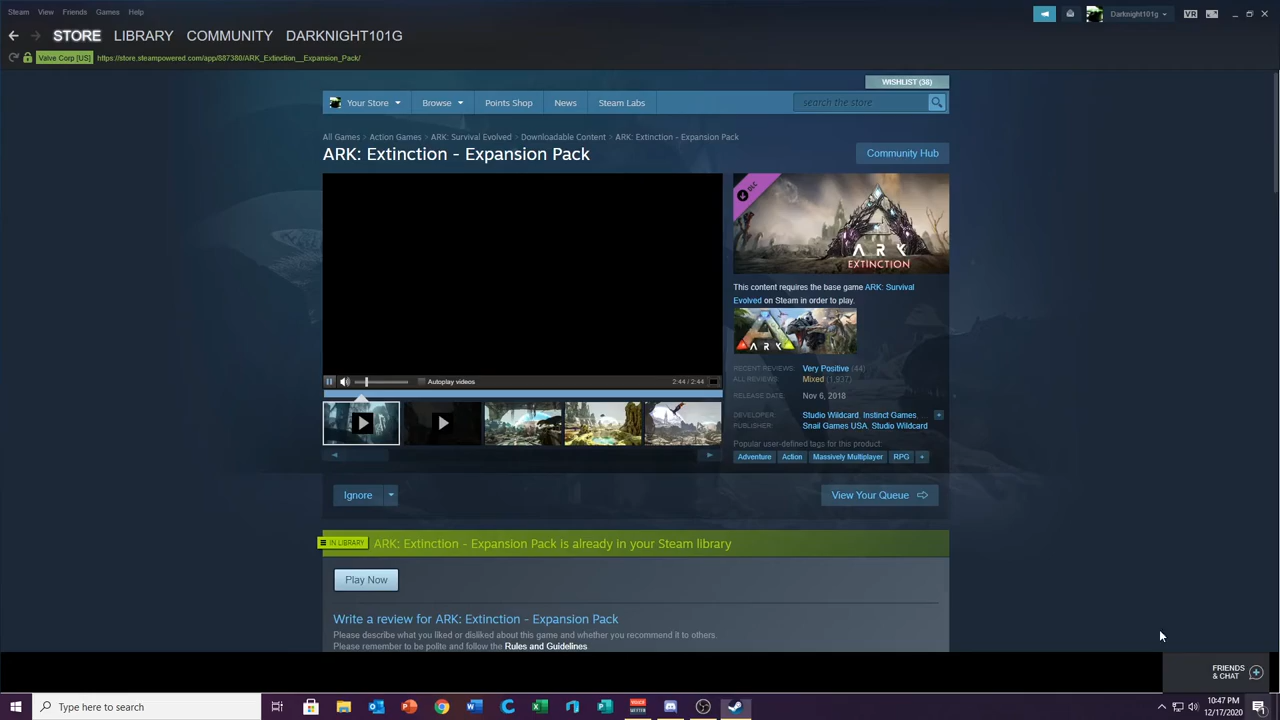 Steam View Friends Games Help
Darknight101g
VR
STORE LIBRARY COMMUNITY DARKNIGHT101G
Valve Corp [US] https://store.steampowered.com/app/887380/ARK_Extinction__Expansion_Pack/
WISHLIST (38)
Your Store Browse Points Shop News Steam Labs search the store
All Games > Action Games > ARK: Survival Evolved > Downloadable Content > ARK: Extinction - Expansion Pack
ARK: Extinction - Expansion Pack
Community Hub
DLC
ARK
EXTINCTION
This content requires the base game ARK: Survival
Evolved on Steam in order to play.
ARK
RECENT REVIEWS: Very Positive (44)
ALL REVIEWS: Mixed (1,937)
RELEASE DATE: Nov 6, 2018
DEVELOPER: Studio Wildcard, Instinct Games +
PUBLISHER: Snail Games USA, Studio Wildcard
Popular user-defined tags for this product:
Adventure Action Massively Multiplayer RPG +
Autoplay videos 2:44 / 2:44
Ignore
View Your Queue
IN LIBRARY
ARK: Extinction - Expansion Pack is already in your Steam library
Play Now
Write a review for ARK: Extinction - Expansion Pack
Please describe what you liked or disliked about this game and whether you recommend it to others.
Please remember to be polite and follow the Rules and Guidelines.
FRIENDS
& CHAT
Type here to search
10:47 PM
12/17/2020